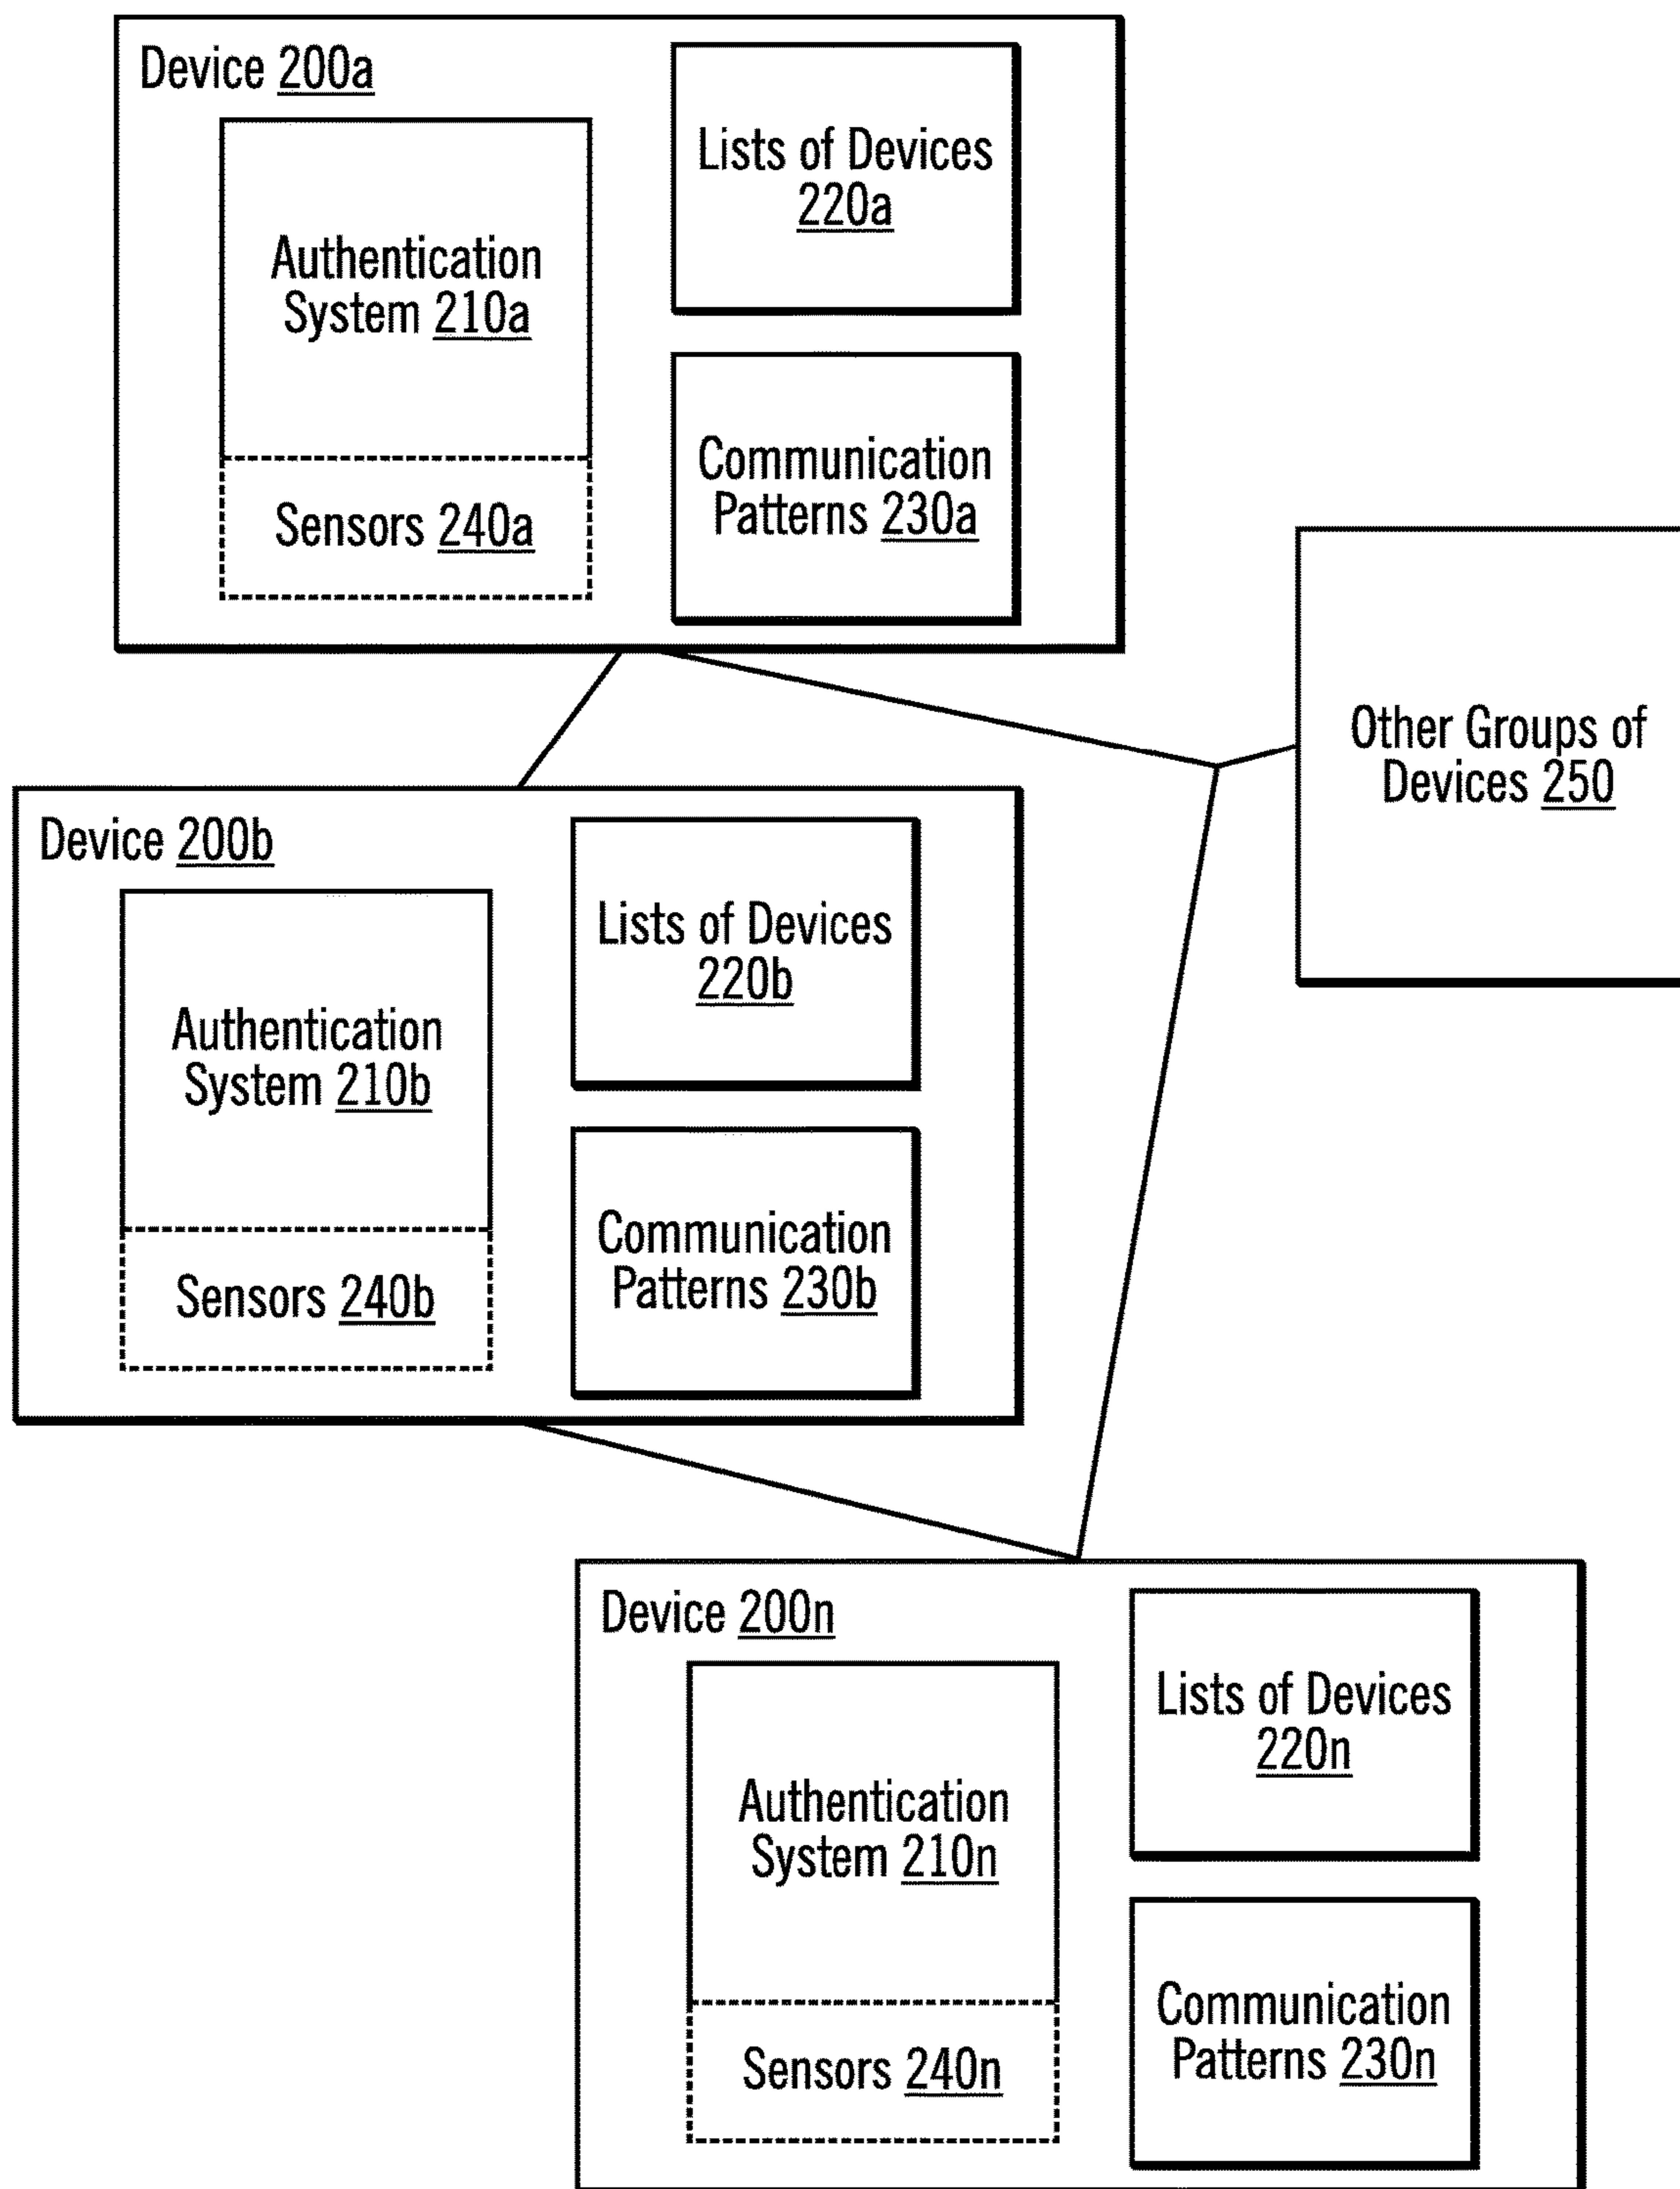 Device 200a
Authentication
System 210a
Sensors 240a
Lists of Devices
220a
Communication
Patterns 230a
Other Groups of
Devices 250
Device 200b
Authentication
System 210b
Sensors 240b
Lists of Devices
220b
Communication
Patterns 230b
Device 200n
Authentication
System 210n
Sensors 240n
Lists of Devices
220n
Communication
Patterns 230n